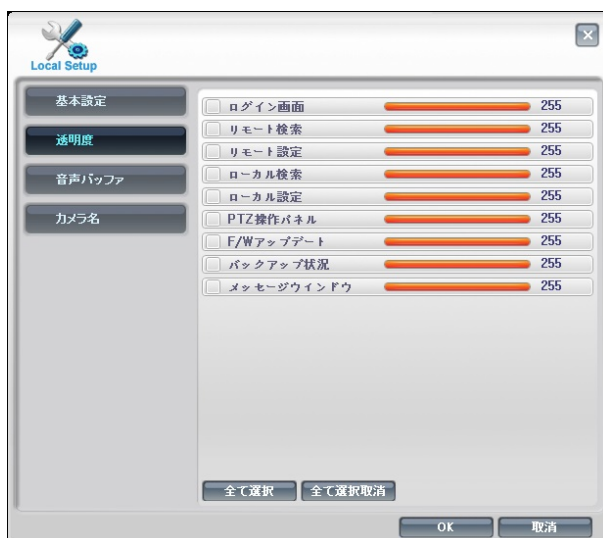 Local Setup
基本設定
透明度
音声バッファ
カメラ名
ログイン画面 255
リモート検索 255
リモート設定 255
ローカル検索 255
ローカル設定 255
PTZ操作パネル 255
F/Wアップデート 255
バックアップ状況 255
メッセージウインドウ 255
全て選択 全て選択取消
OK 取消